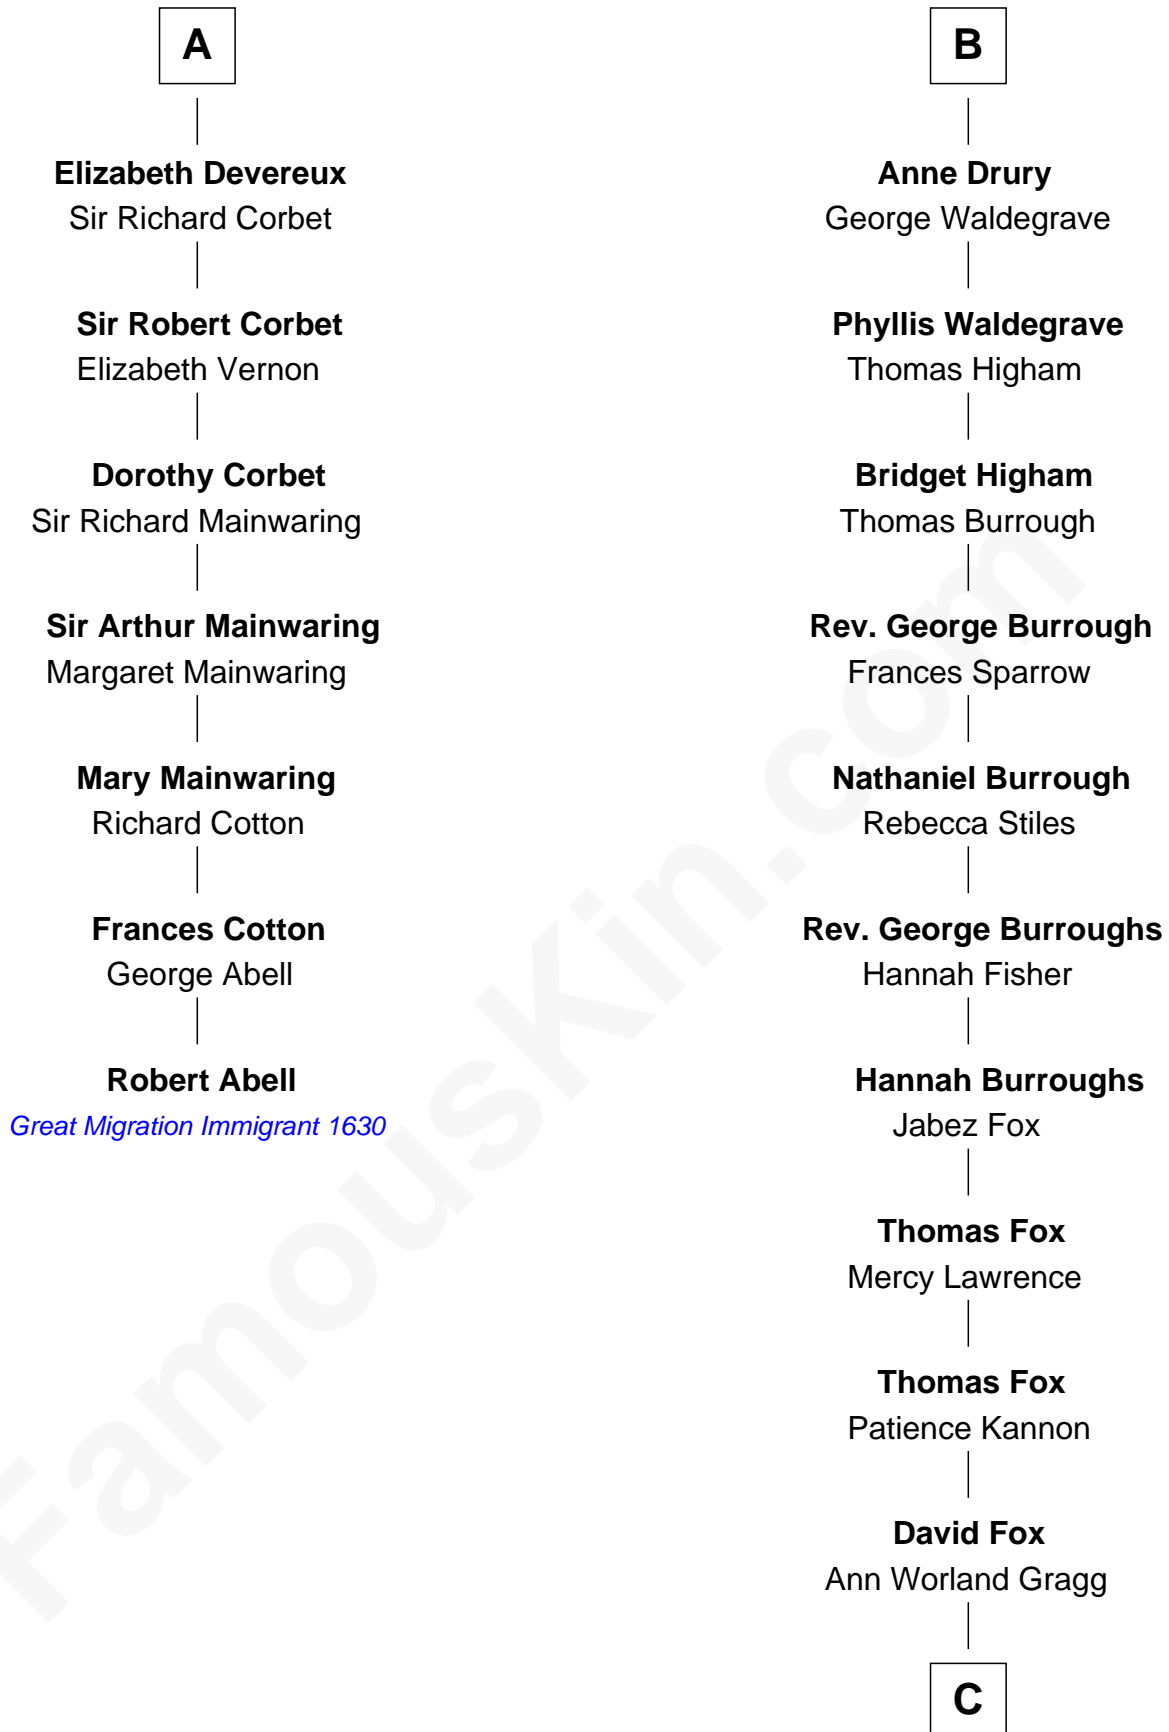 A
Elizabeth Devereux
Sir Richard Corbet
Sir Robert Corbet
Elizabeth Vernon
Dorothy Corbet
Sir Richard Mainwaring
Sir Arthur Mainwaring
Margaret Mainwaring
Mary Mainwaring
Richard Cotton
Frances Cotton
George Abell
Robert Abell
Great Migration Immigrant 1630
B
Anne Drury
George Waldegrave
Phyllis Waldegrave
Thomas Higham
Bridget Higham
Thomas Burrough
Rev. George Burrough
Frances Sparrow
Nathaniel Burrough
Rebecca Stiles
Rev. George Burroughs
Hannah Fisher
Hannah Burroughs
Jabez Fox
Thomas Fox
Mercy Lawrence
Thomas Fox
Patience Kannon
David Fox
Ann Worland Gragg
C
FamousKin.com